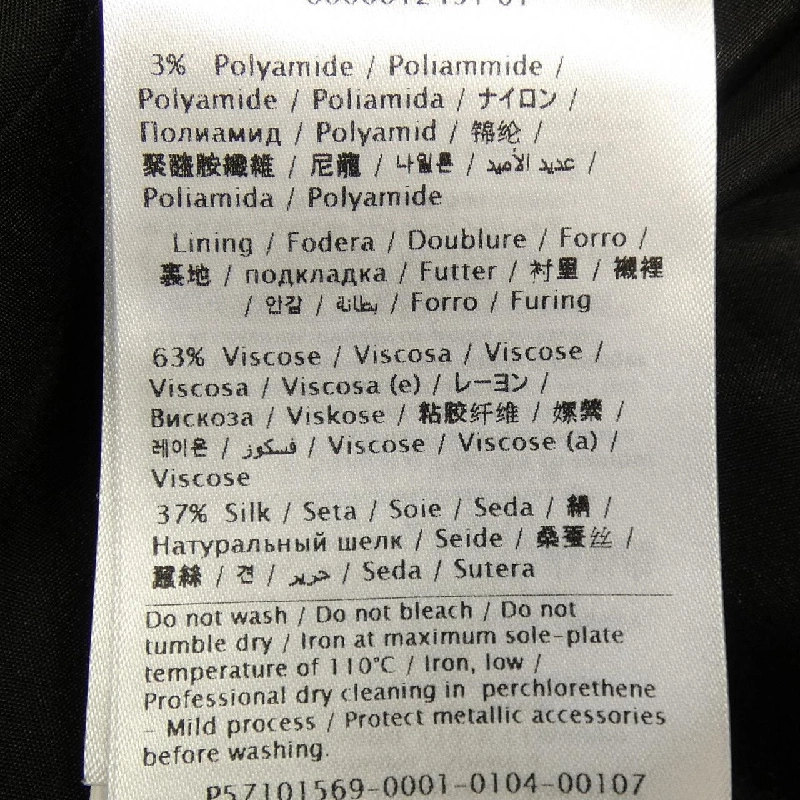 3% Polyamide / Poliammide /
Polyamide / Poliamida / ナイロン /
Полиамид / Polyamid / 锦纶 /
聚醯胺纖維 / 尼龍 / 나일론 / عديد الأميد /
Poliamida / Polyamide
Lining / Fodera / Doublure / Forro /
裏地 / подкладка / Futter / 衬里 / 襯裡
/ 안감 / بطانة / Forro / Furing
63% Viscose / Viscosa / Viscose /
Viscosa / Viscosa (e) / レーヨン /
Вискоза / Viskose / 粘胶纤维 / 嫘縈 /
레이온 / فسكوز / Viscose / Viscose (a) /
Viscose
37% Silk / Seta / Soie / Seda / 絹 /
Натуральный шелк / Seide / 桑蚕丝 /
蠶絲 / 견 / حرير / Seda / Sutera
Do not wash / Do not bleach / Do not
tumble dry / Iron at maximum sole-plate
temperature of 110°C / Iron, low /
Professional dry cleaning in perchlorethene
- Mild process / Protect metallic accessories
before washing.
P57101569-0001-0104-00107